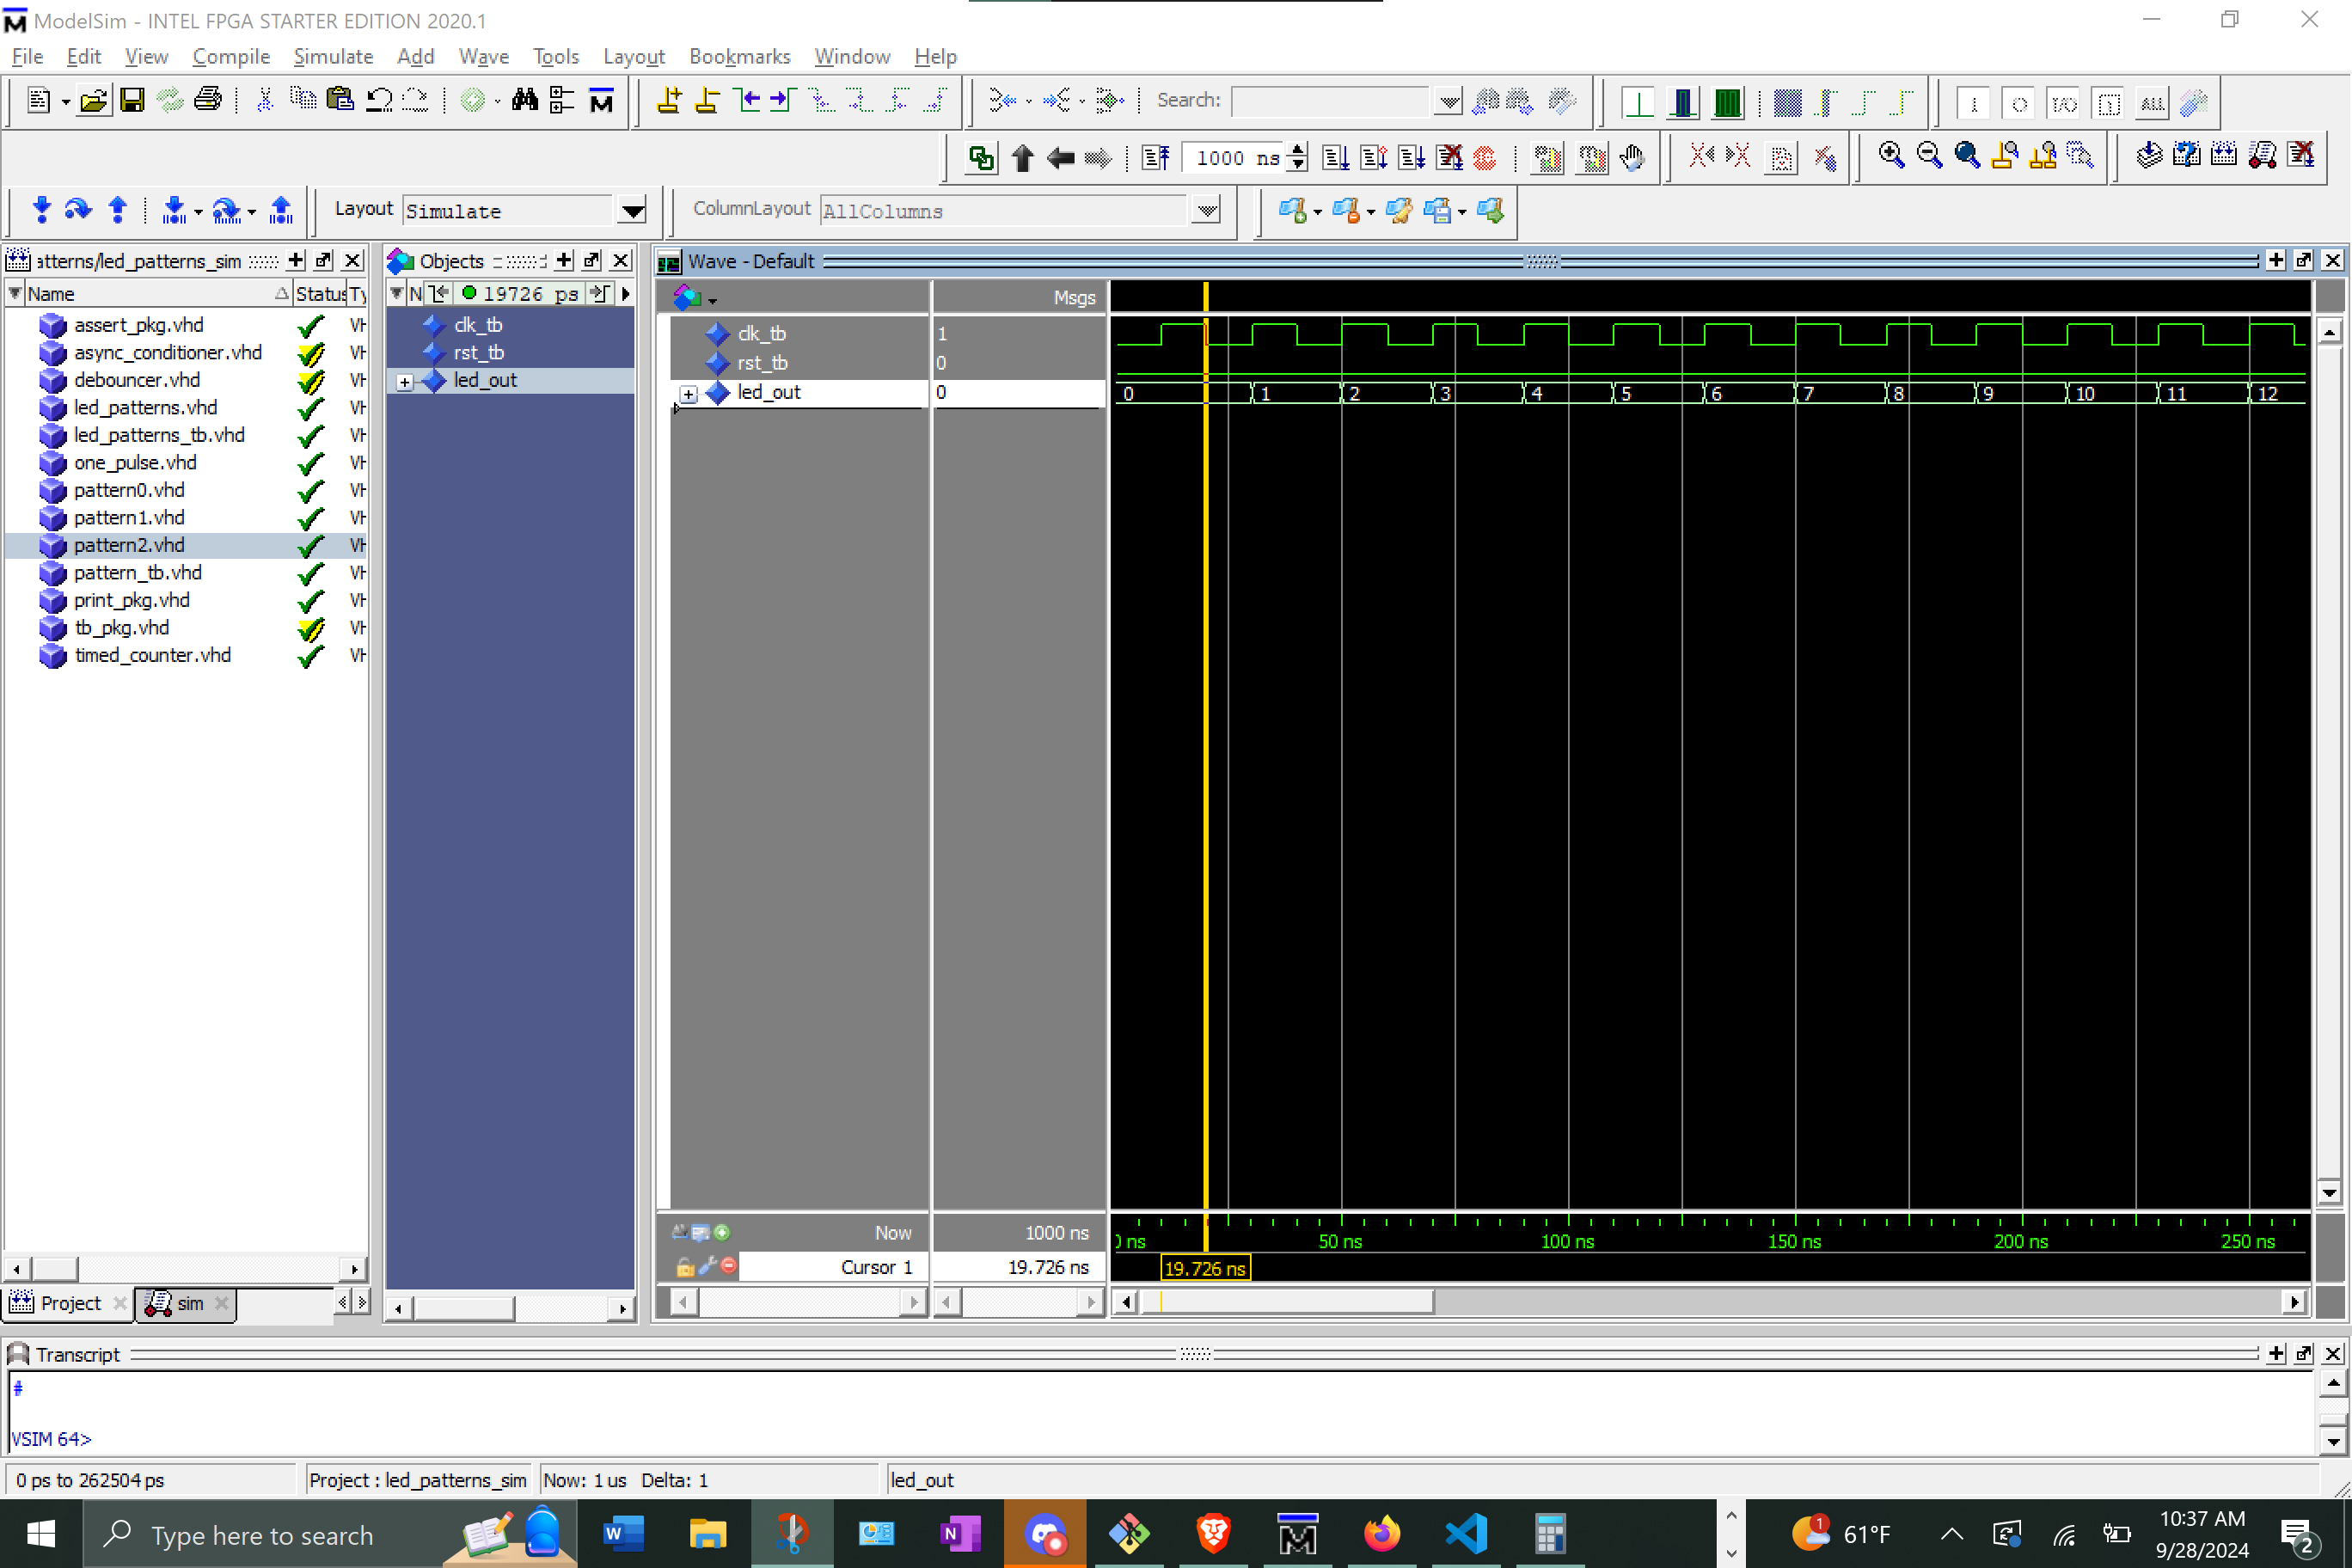 ModelSim - INTEL FPGA STARTER EDITION 2020.1
File Edit View Compile Simulate Add Wave Tools Layout Bookmarks Window Help
Search:
I/O
ALL
1000 ns
Layout Simulate
ColumnLayout AllColumns
atterns/led_patterns_sim
Name Status Ty
assert_pkg.vhd VH
async_conditioner.vhd VH
debouncer.vhd VH
led_patterns.vhd VH
led_patterns_tb.vhd VH
one_pulse.vhd VH
pattern0.vhd VH
pattern1.vhd VH
pattern2.vhd VH
pattern_tb.vhd VH
print_pkg.vhd VH
tb_pkg.vhd VH
timed_counter.vhd VH
Project sim
Objects
N 19726 ps
clk_tb
rst_tb
led_out
Wave - Default
Msgs
clk_tb 1
rst_tb 0
led_out 0 0 1 2 3 4 5 6 7 8 9 10 11 12
Now 1000 ns 0 ns 50 ns 100 ns 150 ns 200 ns 250 ns
Cursor 1 19.726 ns 19.726 ns
Transcript
#
VSIM 64>
0 ps to 262504 ps Project : led_patterns_sim Now: 1 us Delta: 1 led_out
Type here to search
61°F
10:37 AM
9/28/2024
2